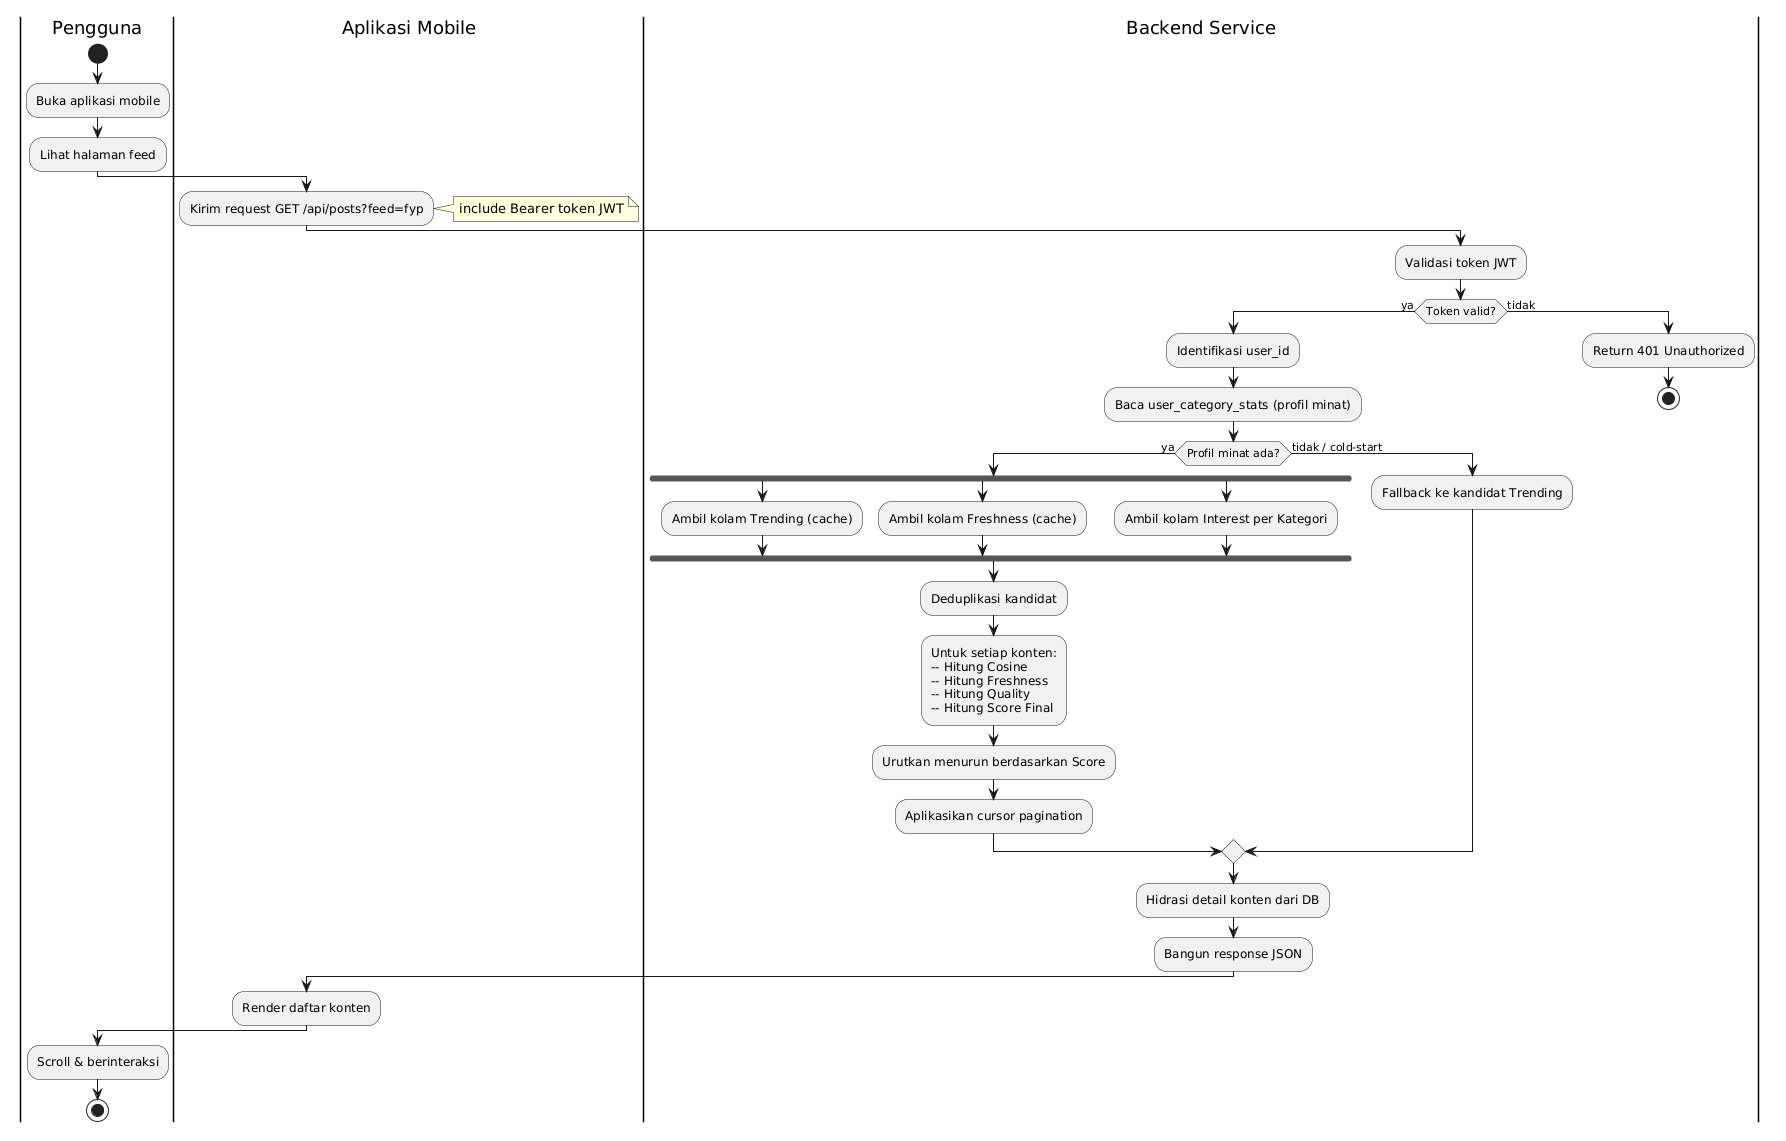 Pengguna
Aplikasi Mobile
Backend Service
Buka aplikasi mobile
Lihat halaman feed
Kirim request GET /api/posts?feed=fyp
include Bearer token JWT
Validasi token JWT
ya
Token valid?
tidak
Identifikasi user_id
Return 401 Unauthorized
Baca user_category_stats (profil minat)
ya
Profil minat ada?
tidak / cold-start
Fallback ke kandidat Trending
Ambil kolam Trending (cache)
Ambil kolam Freshness (cache)
Ambil kolam Interest per Kategori
Deduplikasi kandidat
Untuk setiap konten:
-- Hitung Cosine
-- Hitung Freshness
-- Hitung Quality
-- Hitung Score Final
Urutkan menurun berdasarkan Score
Aplikasikan cursor pagination
Hidrasi detail konten dari DB
Bangun response JSON
Render daftar konten
Scroll & berinteraksi